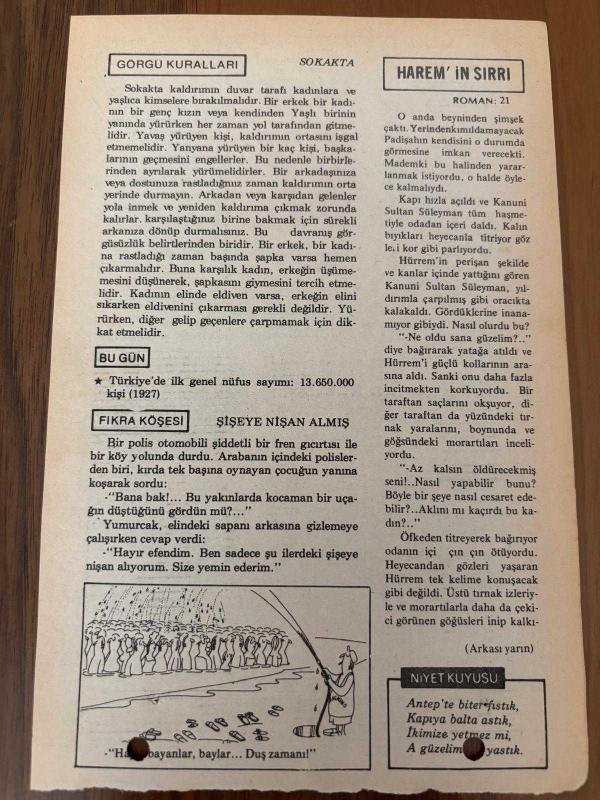 GÖRGÜ KURALLARI
SOKAKTA
Sokakta kaldırımın duvar tarafı kadınlara ve
yaşlıca kimselere bırakılmalıdır. Bir erkek bir kadı-
nın bir genç kızın veya kendinden Yaşlı birinin
yanında yürürken her zaman yol tarafından gitme-
lidir. Yavaş yürüyen kişi, kaldırımın ortasını işgal
etmemelidir. Yanyana yürüyen bir kaç kişi, başka-
larının geçmesini engellerler. Bu nedenle birbirle-
rinden ayrılarak yürümelidirler. Bir arkadaşınıza
veya dostunuza rastladığnız zaman kaldırımın orta
yerinde durmayın. Arkadan veya karşıdan gelenler
yola inmek ve yeniden kaldırıma çıkmak zorunda
kalırlar. karşılaştığınız birine bakmak için sürekli
arkanıza dönüp durmalısınız. Bu davranış gör-
güsüzlük belirtlerinden biridir. Bir erkek, bir kadı-
na rastladığı zaman başında şapka varsa hemen
çıkarmalıdır. Buna karşılık kadın, erkeğin üşüme-
mesini düşünerek, şapkasını giymesini tercih etme-
lidir. Kadının elinde eldiven varsa, erkeğin elini
sıkarken eldivenini çıkarması gerekli değildir. Yü-
rürken, diğer gelip geçenlere çarpmamak için dik-
kat etmelidir.
BU GÜN
★ Türkiye'de ilk genel nüfus sayımı: 13.650.000
kişi (1927)
FIKRA KÖŞESİ
ŞİŞEYE NİŞAN ALMIŞ
Bir polis otomobili şiddetli bir fren gıcırtısı ile
bir köy yolunda durdu. Arabanın içindeki polisler-
den biri, kırda tek başına oynayan çocuğun yanına
koşarak sordu:
-"Bana bak!... Bu yakınlarda kocaman bir uça-
ğın düştüğünü gördün mü?..."
Yumurcak, elindeki sapanı arkasına gizlemeye
çalışırken cevap verdi:
-"Hayır efendim. Ben sadece şu ilerdeki şişeye
nişan alıyorum. Size yemin ederim."
bayanlar, baylar... Duş zamanı!"
HAREM' İN SIRRI
ROMAN: 21
O anda beyninden şimşek
çaktı. Yerindenkımıldamayacak
Padişahın kendisini o durumda
görmesine imkan verecekti.
Mademki bu halinden yarar-
lanmak istiyordu, o halde öyle-
ce kalmalıydı.
Kapı hızla açıldı ve Kanuni
Sultan Süleyman tüm haşme-
tiyle odadan içeri daldı. Kalın
bıyıkları heyecanla titriyor göz
le.i kor gibi parlıyordu.
Hürrem'in perişan şekilde
ve kanlar içinde yattığını gören
Kanuni Sultan Süleyman, yıl-
dırımla çarpılmış gibi oracıkta
kalakaldı. Gördüklerine inana-
mıyor gibiydi. Nasıl olurdu bu?
"-Ne oldu sana güzelim?.."
diye bağırarak yatağa atıldı ve
Hürrem'i güçlü kollarının ara-
sına aldı. Sanki onu daha fazla
incitmekten korkuyordu. Bir
taraftan saçlarını okşuyor, di-
ğer taraftan da yüzündeki tır-
nak yaralarını, boynunda ve
göğsündeki morartıları inceli-
yordu.
"-Az kalsın öldürecekmiş
seni!..Nasıl yapabilir bunu?
Böyle bir şeye nasıl cesaret ede-
bilir?..Aklını mı kaçırdı bu ka-
dın?.."
Öfkeden titreyerek bağırıyor
odanın içi çın çın ötüyordu.
Heyecandan gözleri yaşaran
Hürrem tek kelime konuşacak
gibi değildi. Üstü tırnak izleriy-
le ve morartılarla daha da çeki-
ci görünen göğüsleri inip kalkı-
(Arkası yarın)
NİYET KUYUSU
Antep'te biter fıstık,
Kapıya balta astık,
İkimize yetmez mi,
A güzelim yastık.